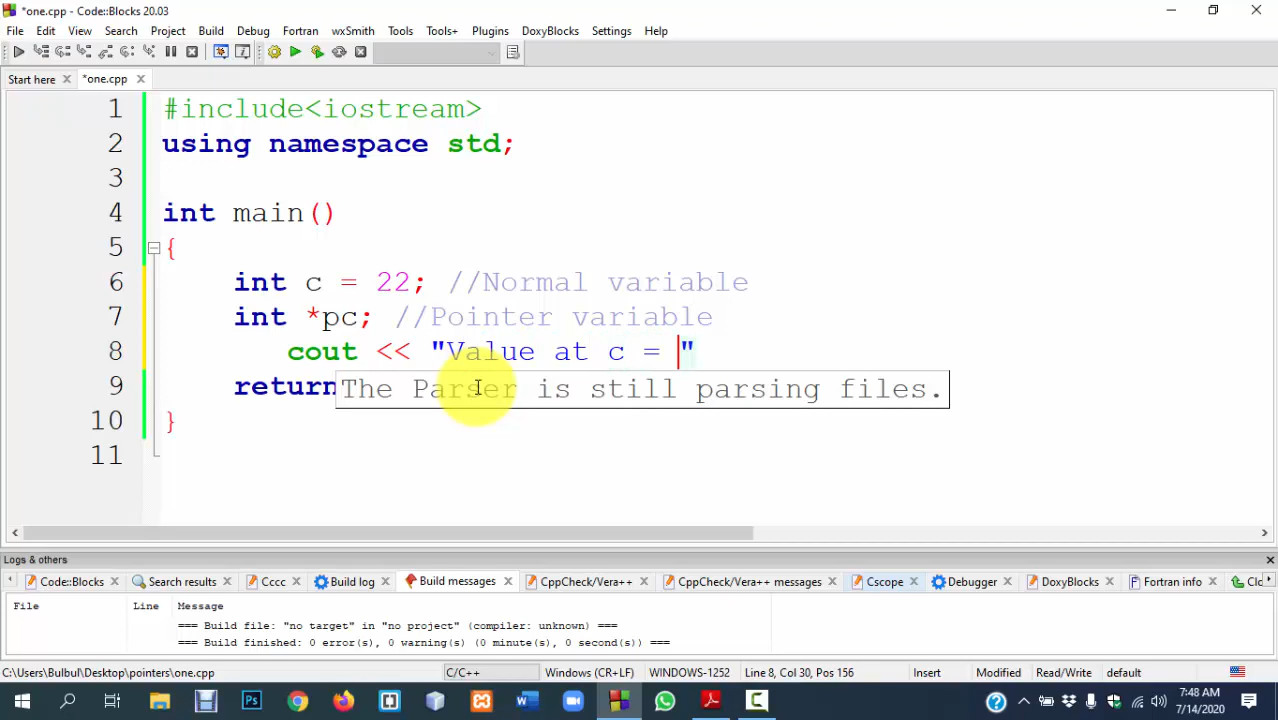 *one.cpp - Code::Blocks 20.03
File Edit View Search Project Build Debug Fortran wxSmith Tools Tools+ Plugins DoxyBlocks Settings Help
Start here *one.cpp
1 #include<iostream>
2 using namespace std;
3
4 int main()
5 {
6 int c = 22; //Normal variable
7 int *pc; //Pointer variable
8 cout << "Value at c = "
9 return
The Parser is still parsing files.
10 }
11
Logs & others
Code::Blocks Search results Cccc Build log Build messages CppCheck/Vera++ CppCheck/Vera++ messages Cscope Debugger DoxyBlocks Fortran info Clo
File Line Message
=== Build file: "no target" in "no project" (compiler: unknown) ===
=== Build finished: 0 error(s), 0 warning(s) (0 minute(s), 0 second(s)) ===
C:\Users\Bulbul\Desktop\pointers\one.cpp C/C++ Windows (CR+LF) WINDOWS-1252 Line 8, Col 30, Pos 156 Insert Modified Read/Write default
7:48 AM
7/14/2020